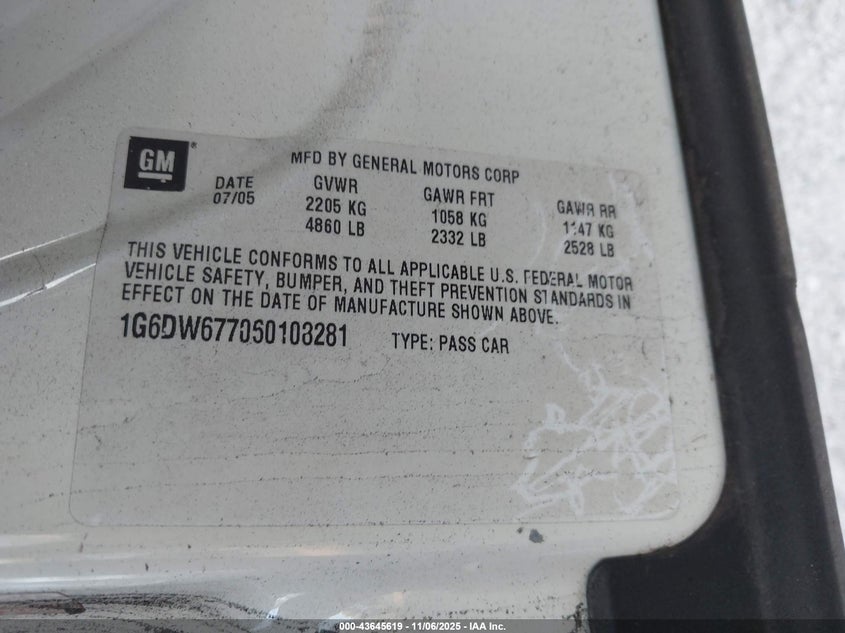 GM
MFD BY GENERAL MOTORS CORP
DATE GVWR GAWR FRT GAWR RR
07/05 2205 KG 1058 KG 1147 KG
4860 LB 2332 LB 2528 LB
THIS VEHICLE CONFORMS TO ALL APPLICABLE U.S. FEDERAL MOTOR
VEHICLE SAFETY, BUMPER, AND THEFT PREVENTION STANDARDS IN
EFFECT ON THE DATE OF MANUFACTURE SHOWN ABOVE.
1G6DW677060108281 TYPE: PASS CAR
000-43645619 - 11/06/2025 - IAA Inc.